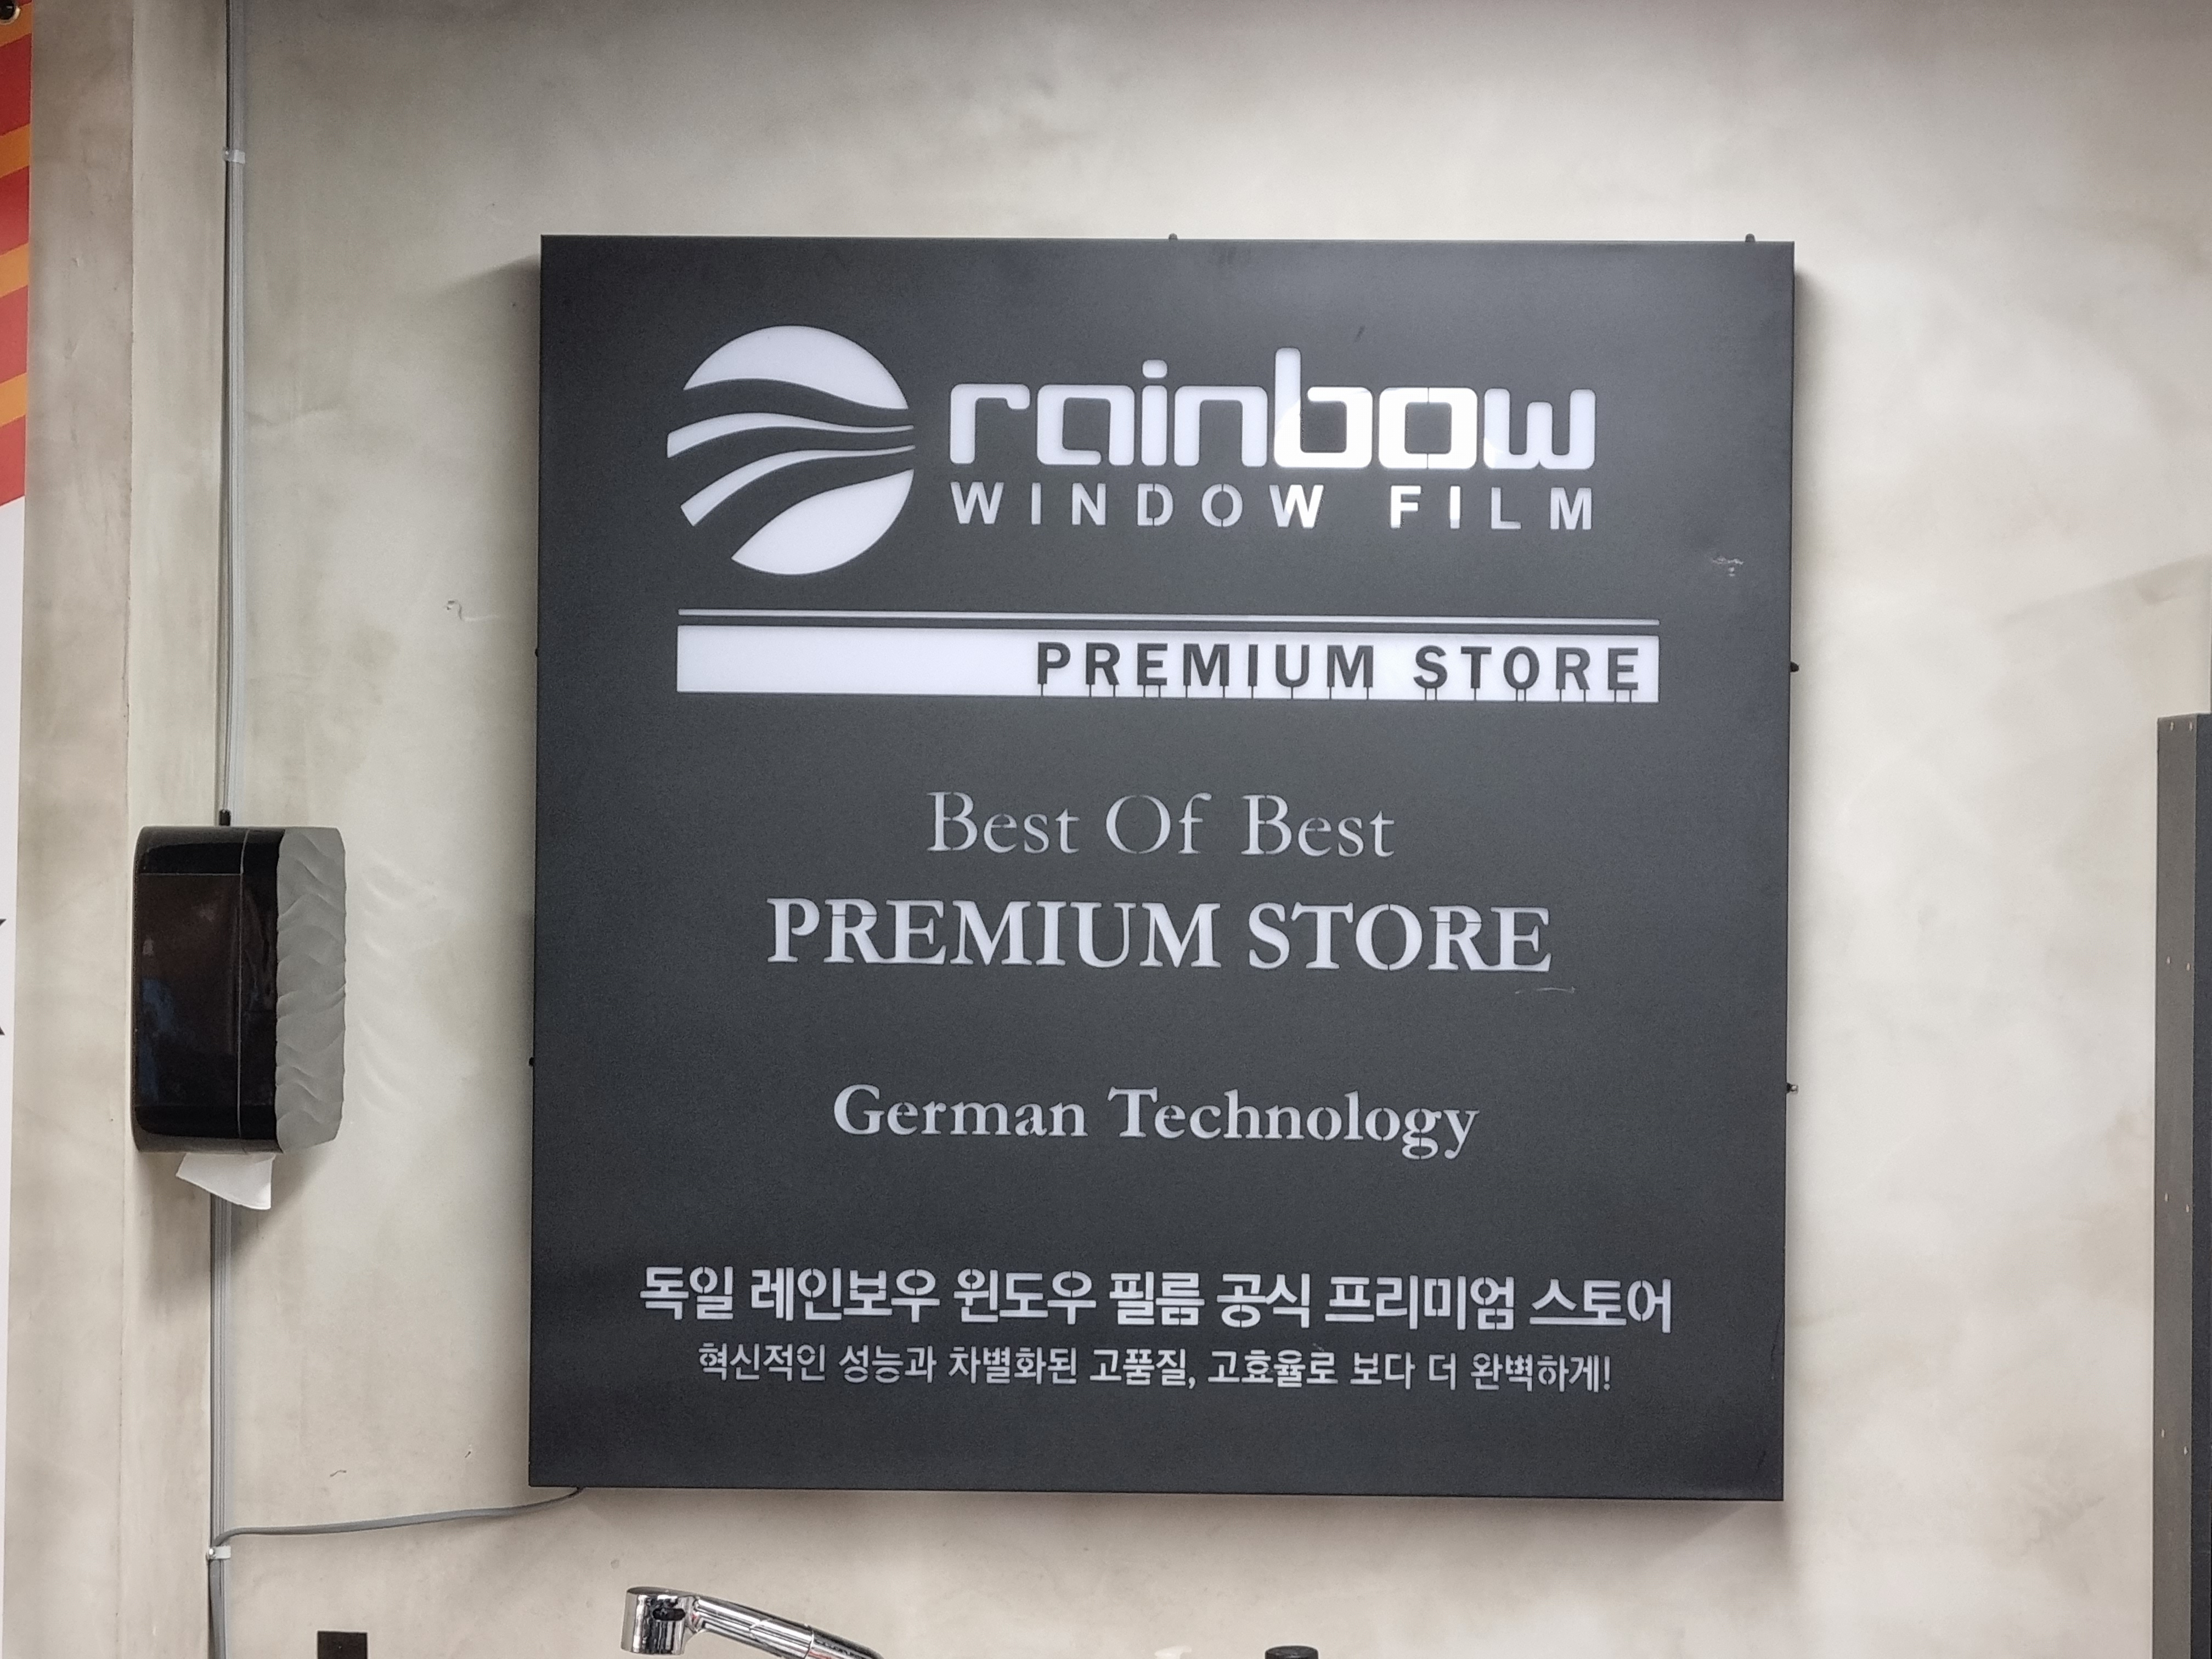 rainbow
WINDOW FILM
PREMIUM STORE
Best Of Best
PREMIUM STORE
German Technology
독일 레인보우 윈도우 필름 공식 프리미엄 스토어
혁신적인 성능과 차별화된 고품질, 고효율로 보다 더 완벽하게!